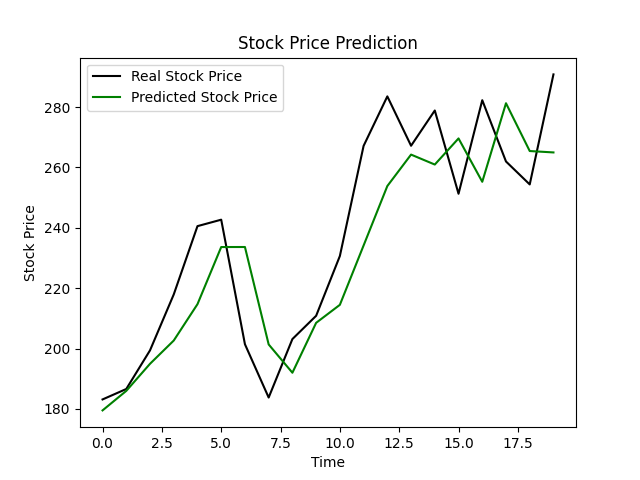 Stock Price Prediction
Real Stock Price
Predicted Stock Price
Stock Price
280
260
240
220
200
180
0.0 2.5 5.0 7.5 10.0 12.5 15.0 17.5
Time